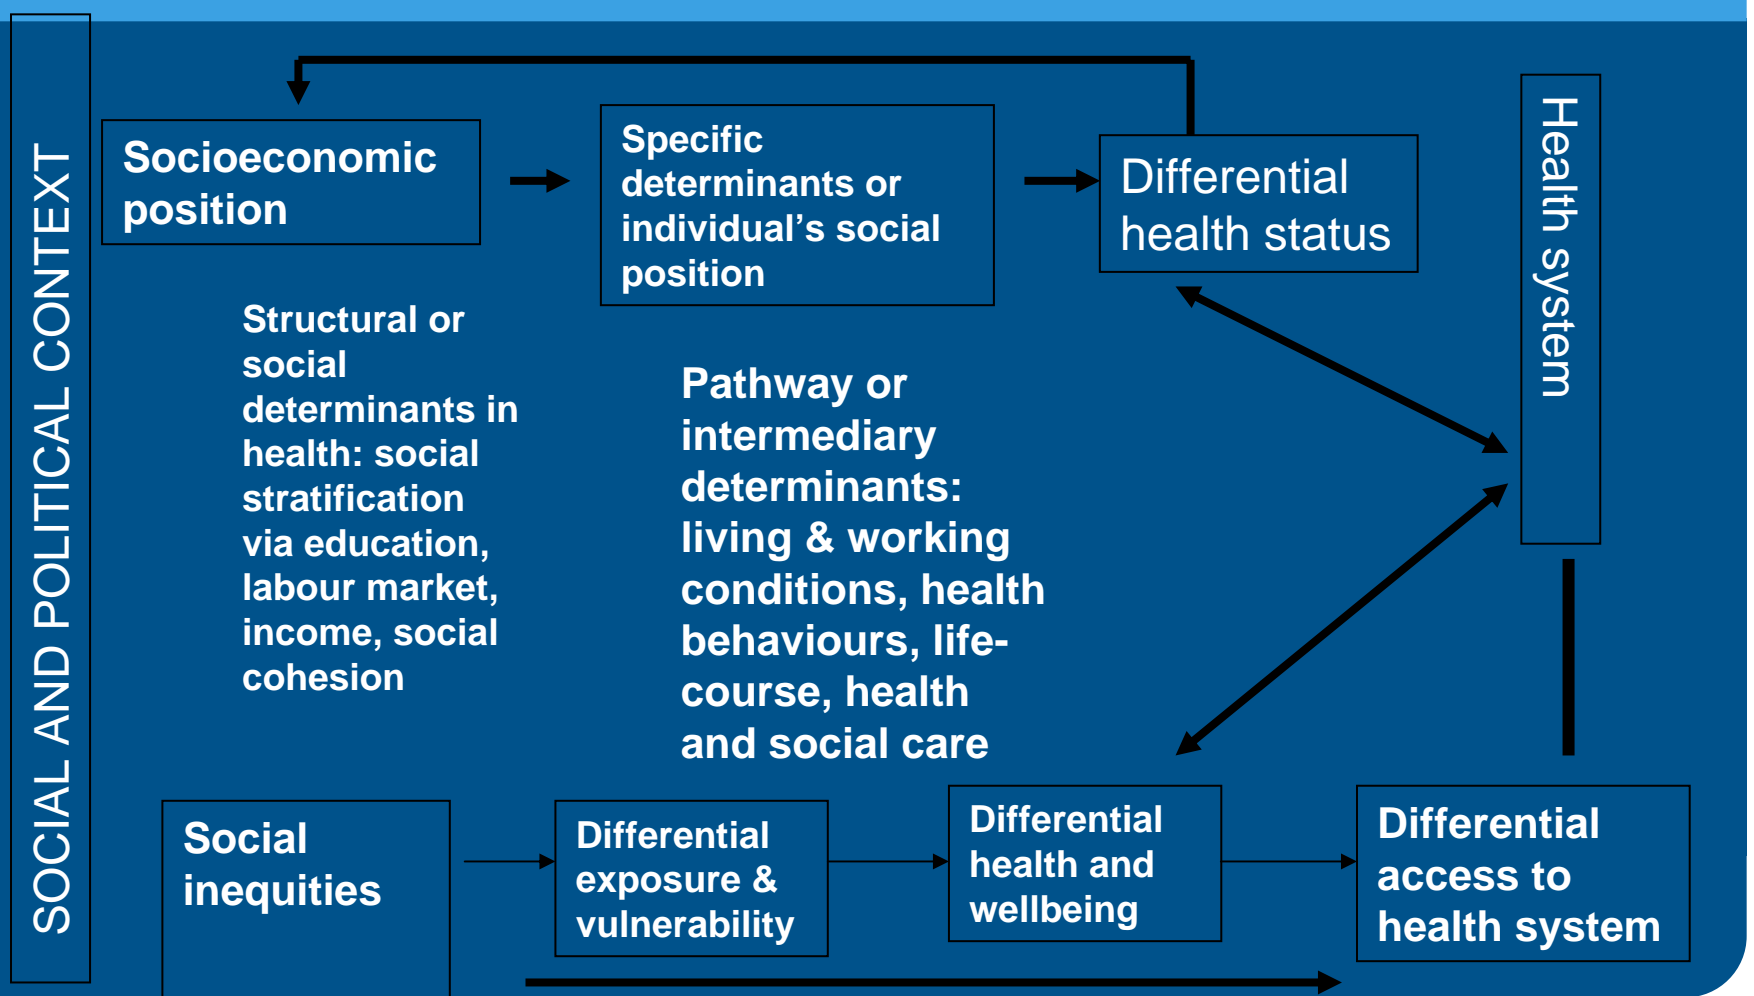 SOCIAL AND POLITICAL CONTEXT
Socioeconomic
position
Specific
determinants or
individual’s social
position
Differential
health status
Health system
Structural or
social
determinants in
health: social
stratification
via education,
labour market,
income, social
cohesion
Pathway or
intermediary
determinants:
living & working
conditions, health
behaviours, life-
course, health
and social care
Social
inequities
Differential
exposure &
vulnerability
Differential
health and
wellbeing
Differential
access to
health system